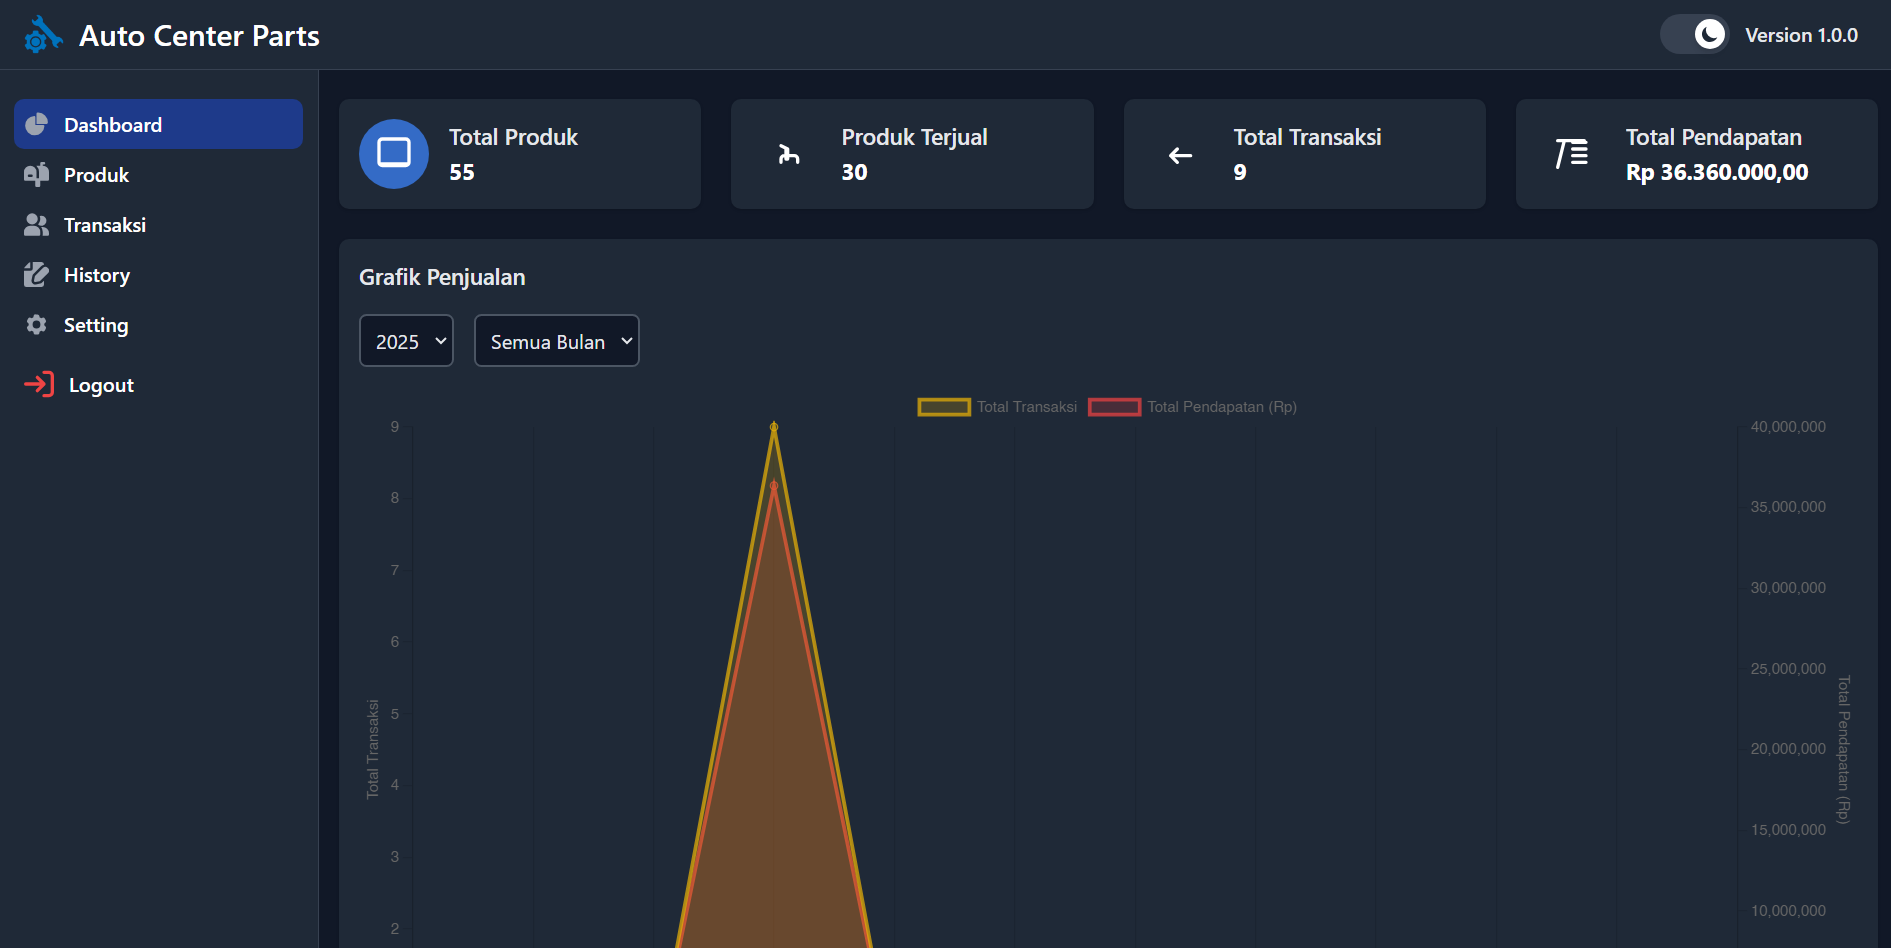 Auto Center Parts
Version 1.0.0
Dashboard
Produk
Transaksi
History
Setting
Logout
Total Produk
55
Produk Terjual
30
Total Transaksi
9
Total Pendapatan
Rp 36.360.000,00
Grafik Penjualan
2025
Semua Bulan
Total Transaksi
Total Pendapatan (Rp)
9
8
7
6
5
4
3
2
Total Transaksi
40,000,000
35,000,000
30,000,000
25,000,000
20,000,000
15,000,000
10,000,000
Total Pendapatan (Rp)